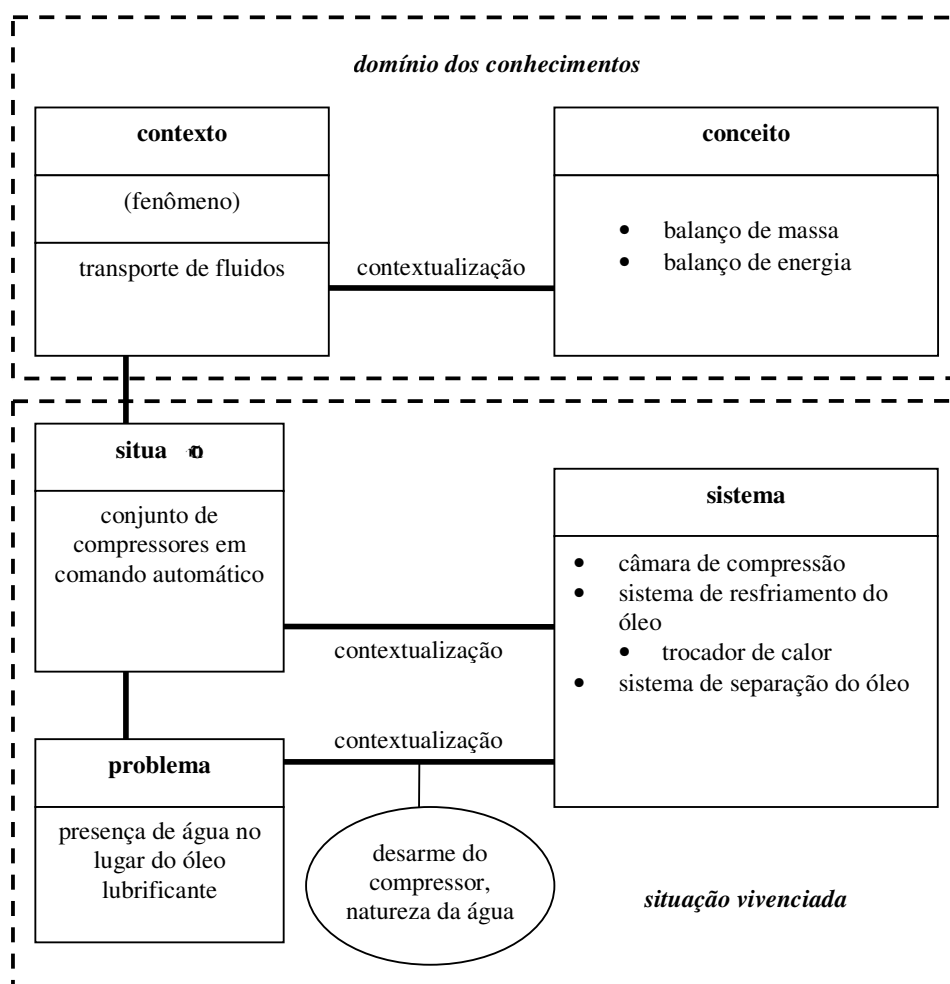 domínio dos conhecimentos
contexto
(fenômeno)
transporte de fluidos
contextualização
conceito
• balanço de massa
• balanço de energia
conjunto de
compressores em
comando automático
contextualização
sistema
• câmara de compressão
• sistema de resfriamento do
óleo
• trocador de calor
• sistema de separação do óleo
problema
presença de água no
lugar do óleo
lubrificante
contextualização
desarme do
compressor,
natureza da água
situação vivenciada